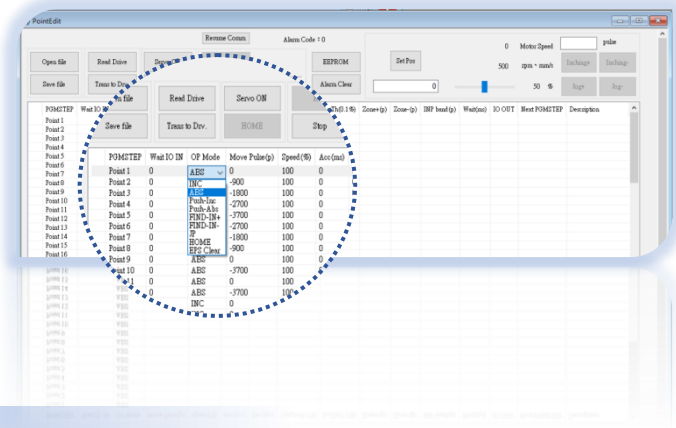 PointEdit
Resume Comm.
Alarm Code = 0
0 Motor Speed pulse
Open file Read Drive EEPROM Set Pos 500 rpm ~ mm/s Inching+ Inching-
Save file Trans to Drv. Alarm Clear 0 50 % Jog+ Jog-
PGMSTEP Wait IO IN Zone+(p) Zone-(p) INP band(p) Wait(ms) IO OUT Next PGMSTEP Description
Point 1
Point 2
Point 3
Point 4
Point 5
Point 6
Point 7
Point 8
Point 9
Point 10
Point 11
Point 12
Point 13
Point 14
Point 15
Point 16
Read Drive Servo ON
Save file Trans to Drv. HOME Stop
PGMSTEP Wait IO IN OP Mode Move Pulse(p) Speed(%) Acc(ms)
Point 1 0 ABS 0 100 0
Point 2 0 INC -900 100 0
Point 3 0 ABS -1800 100 0
Point 4 0 Push-Inc -2700 100 0
Point 5 0 Push-Abs -3700 100 0
Point 6 0 FIND-IN+ -2700 100 0
Point 7 0 FIND-IN- -1800 100 0
JP
Point 8 0 HOME -900 100 0
EPS Clear
Point 9 0 ABS 0 100 0
Point 10 0 ABS -3700 100 0
0 ABS 0 100 0
0 ABS -3700 100
INC 0